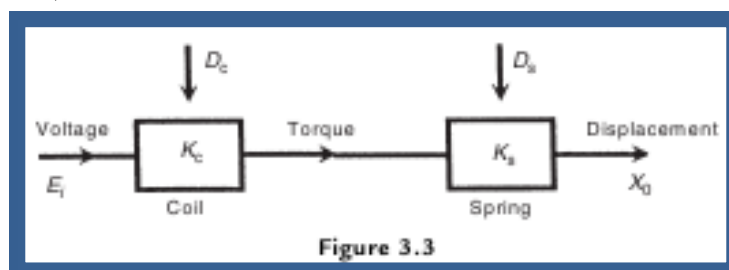 D_c D_s
Voltage Torque Displacement
K_c K_s
E_i X_0
Coil Spring
Figure 3.3